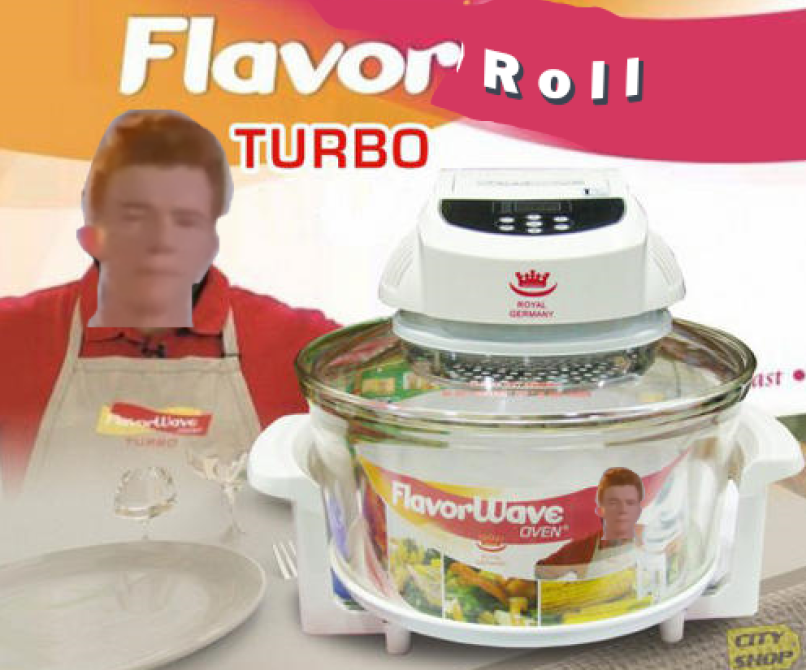 Flavor Roll
TURBO
ROYAL
GERMANY
ast •
FlavorWave
TURBO
FlavorWave
OVEN®
CITY
SHOP